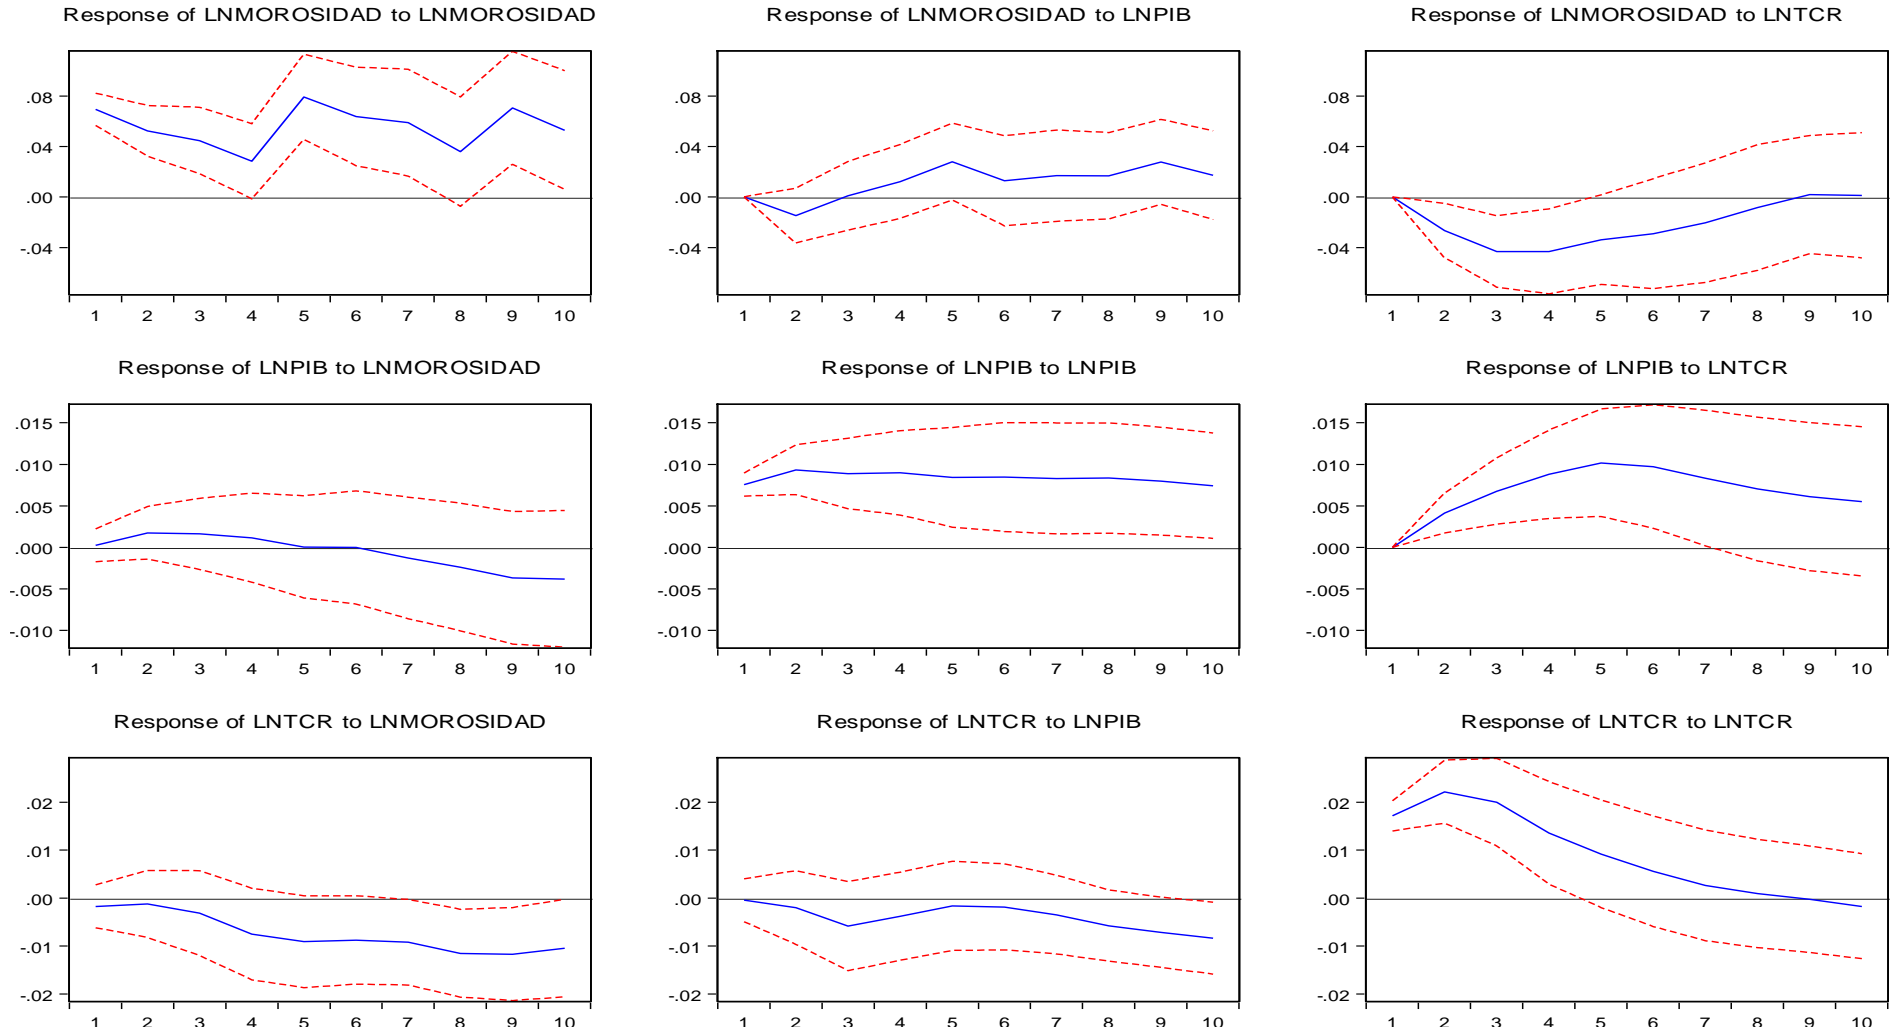 Response of LNMOROSIDAD to LNMOROSIDAD
.08
.04
.00
-.04
1 2 3 4 5 6 7 8 9 10
Response of LNMOROSIDAD to LNPIB
.08
.04
.00
-.04
1 2 3 4 5 6 7 8 9 10
Response of LNMOROSIDAD to LNTCR
.08
.04
.00
-.04
1 2 3 4 5 6 7 8 9 10
Response of LNPIB to LNMOROSIDAD
.015
.010
.005
.000
-.005
-.010
1 2 3 4 5 6 7 8 9 10
Response of LNPIB to LNPIB
.015
.010
.005
.000
-.005
-.010
1 2 3 4 5 6 7 8 9 10
Response of LNPIB to LNTCR
.015
.010
.005
.000
-.005
-.010
1 2 3 4 5 6 7 8 9 10
Response of LNTCR to LNMOROSIDAD
.02
.01
.00
-.01
-.02
1 2 3 4 5 6 7 8 9 10
Response of LNTCR to LNPIB
.02
.01
.00
-.01
-.02
1 2 3 4 5 6 7 8 9 10
Response of LNTCR to LNTCR
.02
.01
.00
-.01
-.02
1 2 3 4 5 6 7 8 9 10